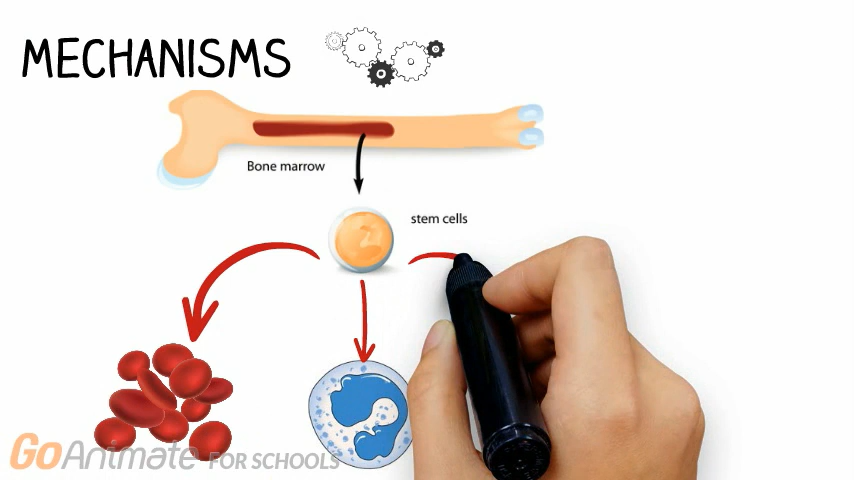 MECHANISMS
Bone marrow
stem cells
GoAnimate FOR SCHOOLS